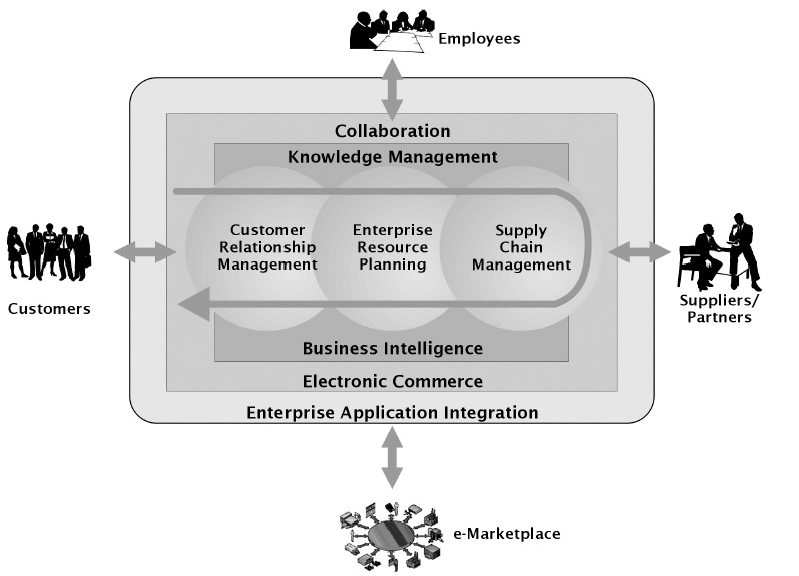 Employees
Collaboration
Knowledge Management
Customer
Relationship
Management
Enterprise
Resource
Planning
Supply
Chain
Management
Customers
Suppliers/
Partners
Business Intelligence
Electronic Commerce
Enterprise Application Integration
e-Marketplace